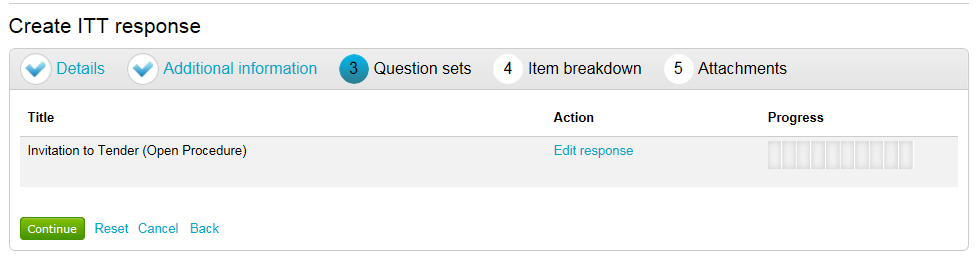 Create ITT response
Details Additional information 3 Question sets 4 Item breakdown 5 Attachments
Title Action Progress
Invitation to Tender (Open Procedure) Edit response
Continue Reset Cancel Back